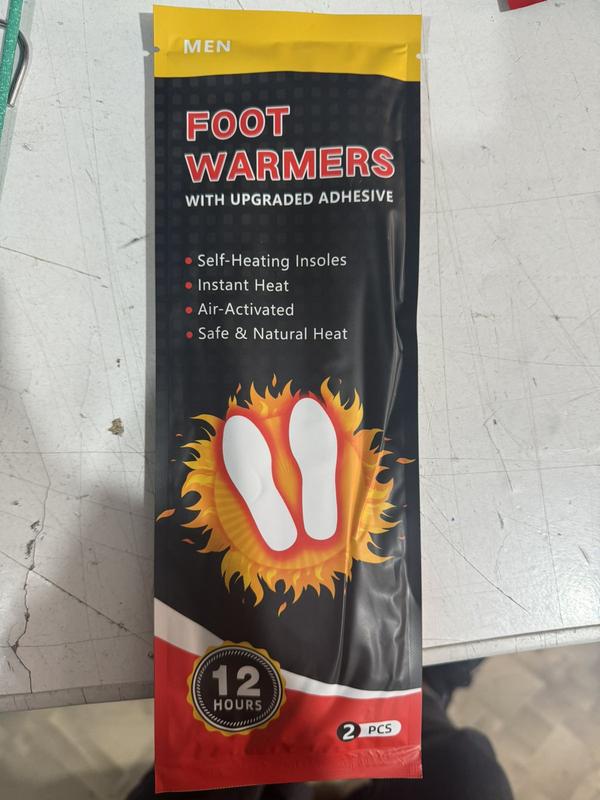 MEN
FOOT
WARMERS
WITH UPGRADED ADHESIVE
Self-Heating Insoles
Instant Heat
Air-Activated
Safe & Natural Heat
12
HOURS
2 PCS